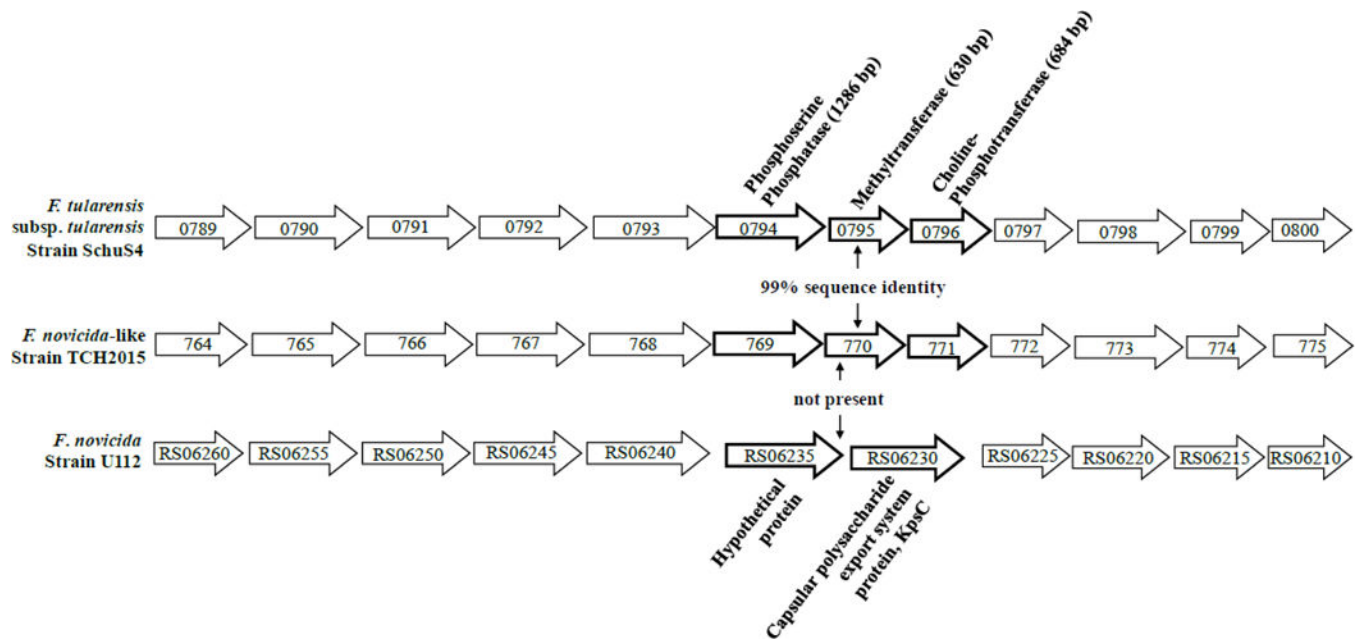 Phosphoserine
Phosphatase (1286 bp)
Methyltransferase (630 bp)
Choline-
Phosphotransferase (684 bp)
F. tularensis
subsp. tularensis
Strain SchuS4
0789 0790 0791 0792 0793 0794 0795 0796 0797 0798 0799 0800
99% sequence identity
F. novicida-like
Strain TCH2015
764 765 766 767 768 769 770 771 772 773 774 775
not present
F. novicida
Strain U112
RS06260 RS06255 RS06250 RS06245 RS06240 RS06235 RS06230 RS06225 RS06220 RS06215 RS06210
Hypothetical
protein
Capsular polysaccharide
export system
protein, KpsC